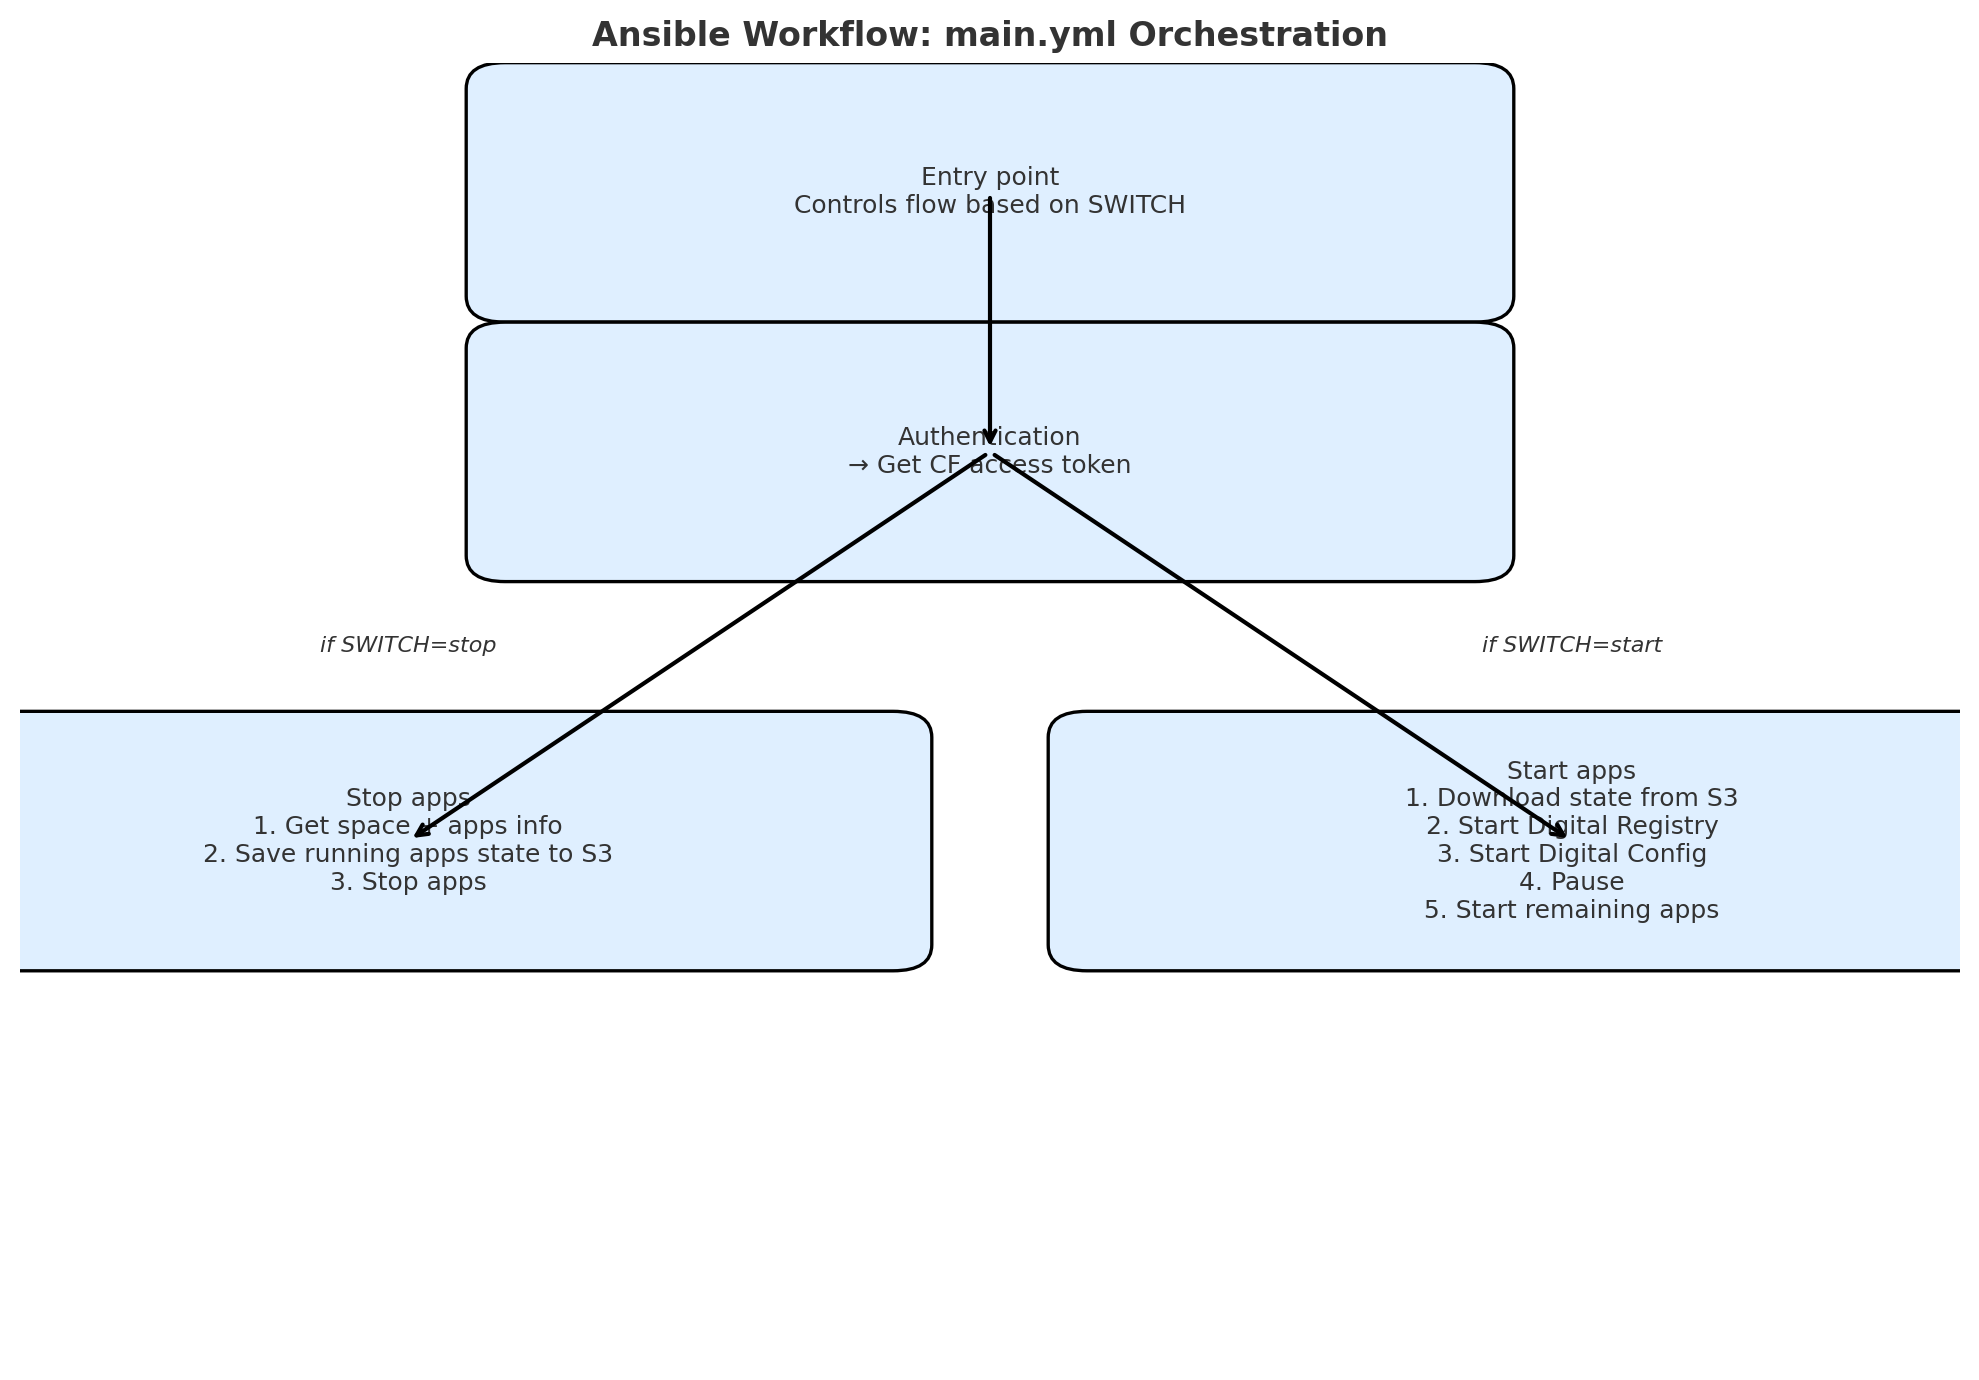 Ansible Workflow: main.yml Orchestration
Entry point
Controls flow based on SWITCH
Authentication
→ Get CF access token
if SWITCH=stop
if SWITCH=start
Stop apps
1. Get space + apps info
2. Save running apps state to S3
3. Stop apps
Start apps
1. Download state from S3
2. Start Digital Registry
3. Start Digital Config
4. Pause
5. Start remaining apps